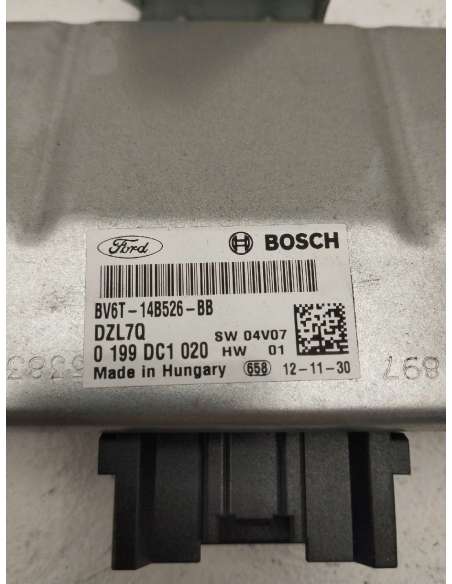 Ford
BOSCH
BV6T-14B526-BB
DZL7Q
SW 04V07
0 199 DC1 020
HW 01
Made in Hungary
658
12-11-30
897